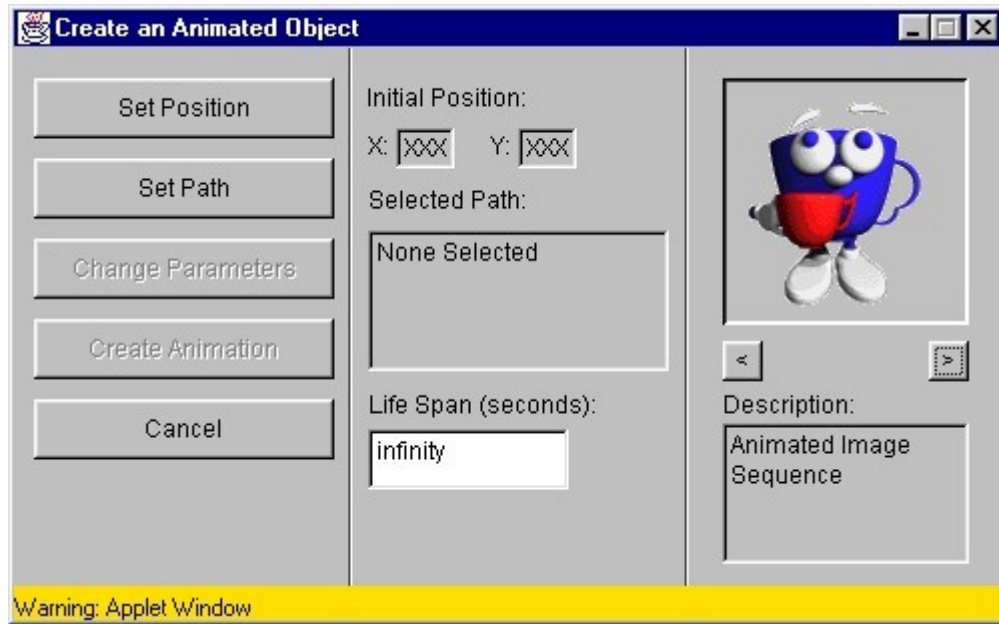 Create an Animated Object
Set Position
Set Path
Change Parameters
Create Animation
Cancel
Initial Position:
X: XXX Y: XXX
Selected Path:
None Selected
Life Span (seconds):
infinity
< >
Description:
Animated Image
Sequence
Warning: Applet Window